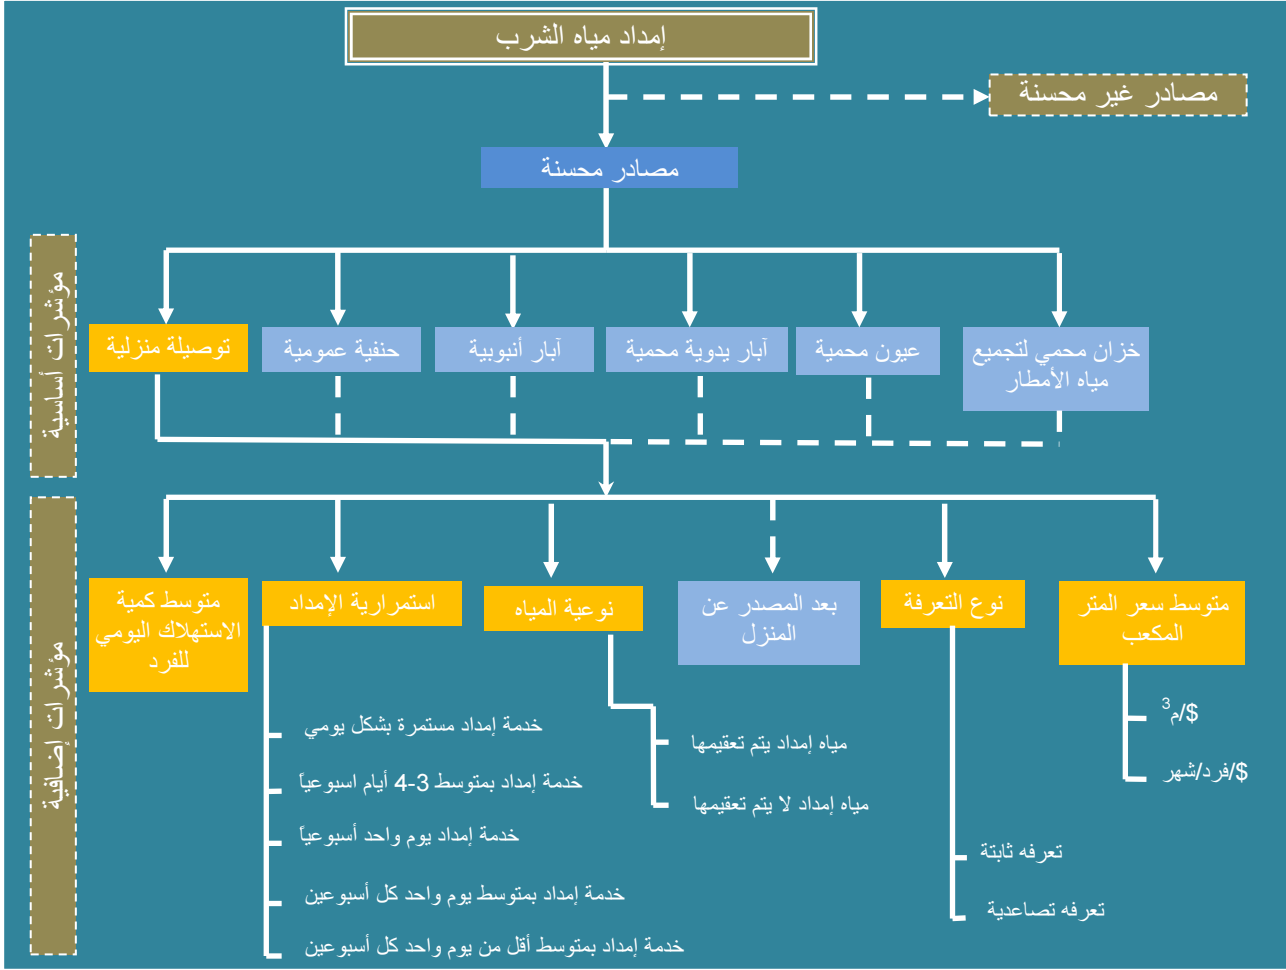 إمداد مياه الشرب
مصادر غير محسنة
مصادر محسنة
مؤشرات أساسية
خزان محمي لتجميع
مياه الأمطار
عيون محمية
آبار يدوية محمية
آبار أنبوبية
حنفية عمومية
توصيلة منزلية
مؤشرات إضافية
متوسط سعر المتر
المكعب
$/م3
$/فرد/شهر
نوع التعرفة
تعرفه ثابتة
تعرفه تصاعدية
بعد المصدر عن
المنزل
نوعية المياه
مياه إمداد يتم تعقيمها
مياه إمداد لا يتم تعقيمها
استمرارية الإمداد
خدمة إمداد مستمرة بشكل يومي
خدمة إمداد بمتوسط 3-4 أيام اسبوعياً
خدمة إمداد يوم واحد أسبوعياً
خدمة إمداد بمتوسط يوم واحد كل أسبوعين
خدمة إمداد بمتوسط أقل من يوم واحد كل أسبوعين
متوسط كمية
الاستهلاك اليومي
للفرد